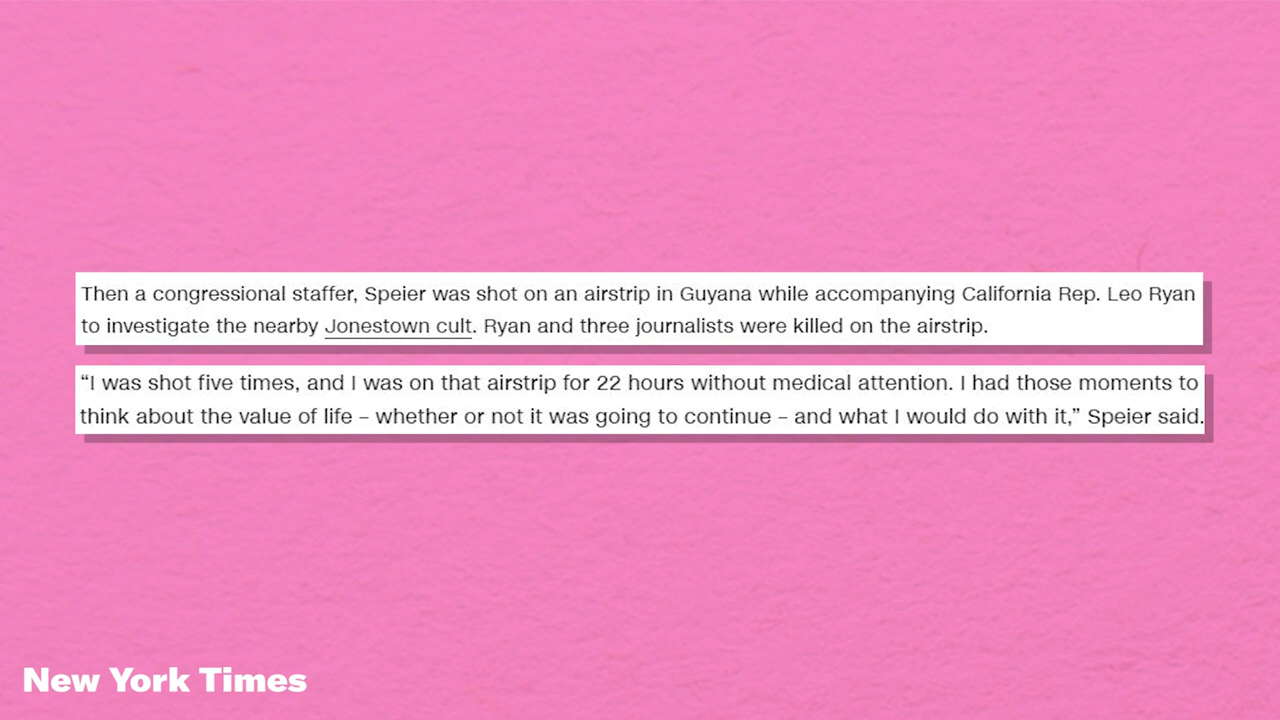 Then a congressional staffer, Speier was shot on an airstrip in Guyana while accompanying California Rep. Leo Ryan
to investigate the nearby Jonestown cult. Ryan and three journalists were killed on the airstrip.
“I was shot five times, and I was on that airstrip for 22 hours without medical attention. I had those moments to
think about the value of life – whether or not it was going to continue – and what I would do with it,” Speier said.
New York Times